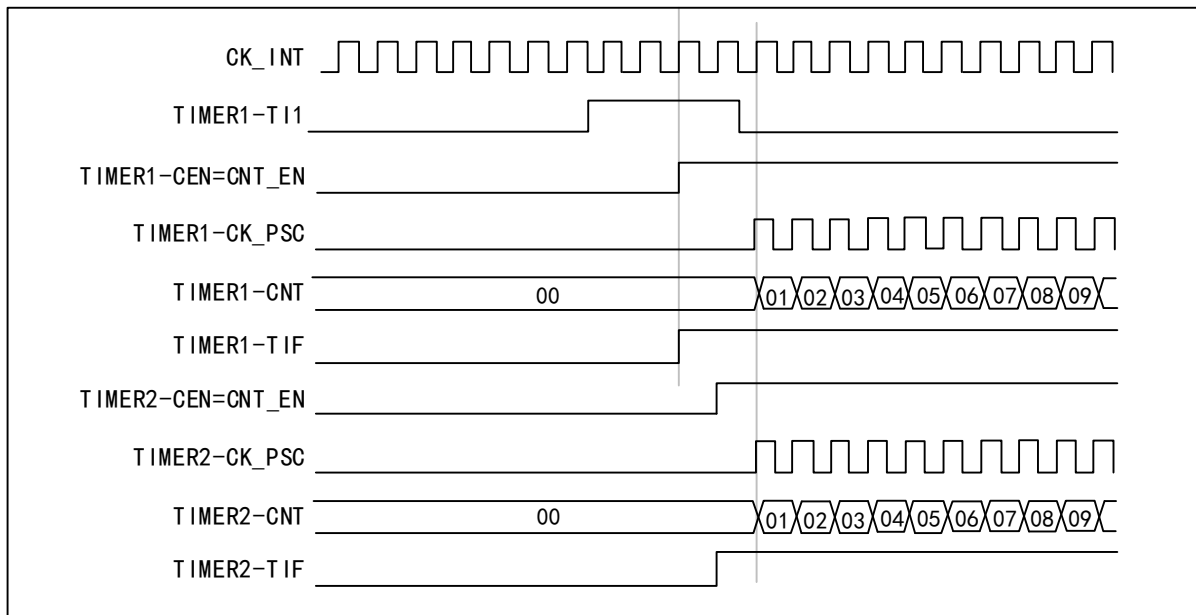 CK_INT
TIMER1-TI1
TIMER1-CEN=CNT_EN
TIMER1-CK_PSC
TIMER1-CNT 00 01 02 03 04 05 06 07 08 09
TIMER1-TIF
TIMER2-CEN=CNT_EN
TIMER2-CK_PSC
TIMER2-CNT 00 01 02 03 04 05 06 07 08 09
TIMER2-TIF